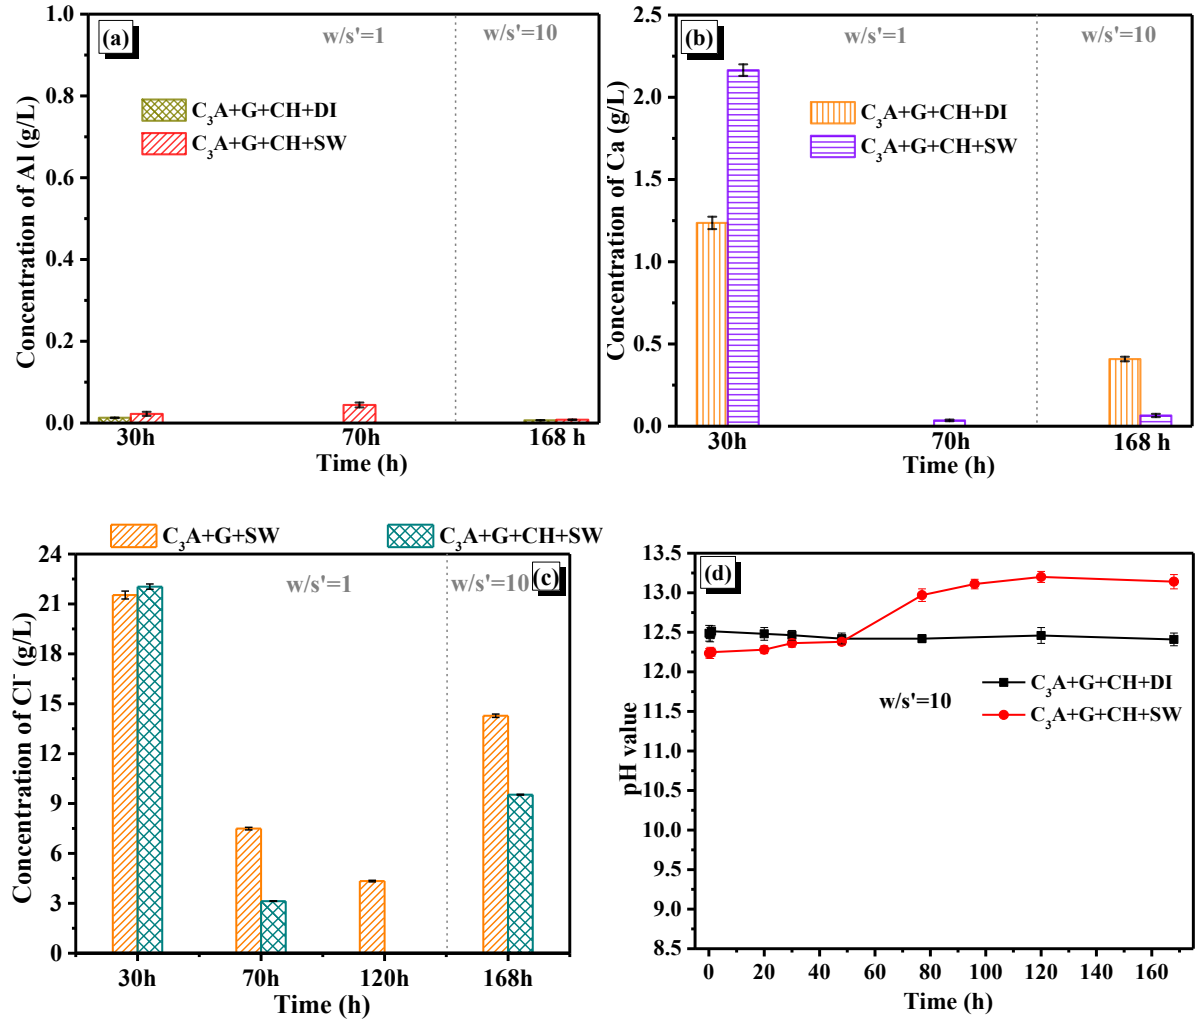 (a)
w/s'=1
w/s'=10
C₃A+G+CH+DI
C₃A+G+CH+SW
Concentration of Al (g/L)
1.0
0.8
0.6
0.4
0.2
0.0
30h
70h
168 h
Time (h)
(b)
w/s'=1
w/s'=10
C₃A+G+CH+DI
C₃A+G+CH+SW
Concentration of Ca (g/L)
2.5
2.0
1.5
1.0
0.5
0.0
30h
70h
168 h
Time (h)
C₃A+G+SW
C₃A+G+CH+SW
w/s'=1
w/s'=10
(c)
Concentration of Cl⁻ (g/L)
24
21
18
15
12
9
6
3
0
30h
70h
120h
168h
Time (h)
(d)
C₃A+G+CH+DI
C₃A+G+CH+SW
w/s'=10
pH value
13.5
13.0
12.5
12.0
11.5
11.0
10.5
10.0
9.5
9.0
8.5
0
20
40
60
80
100
120
140
160
Time (h)